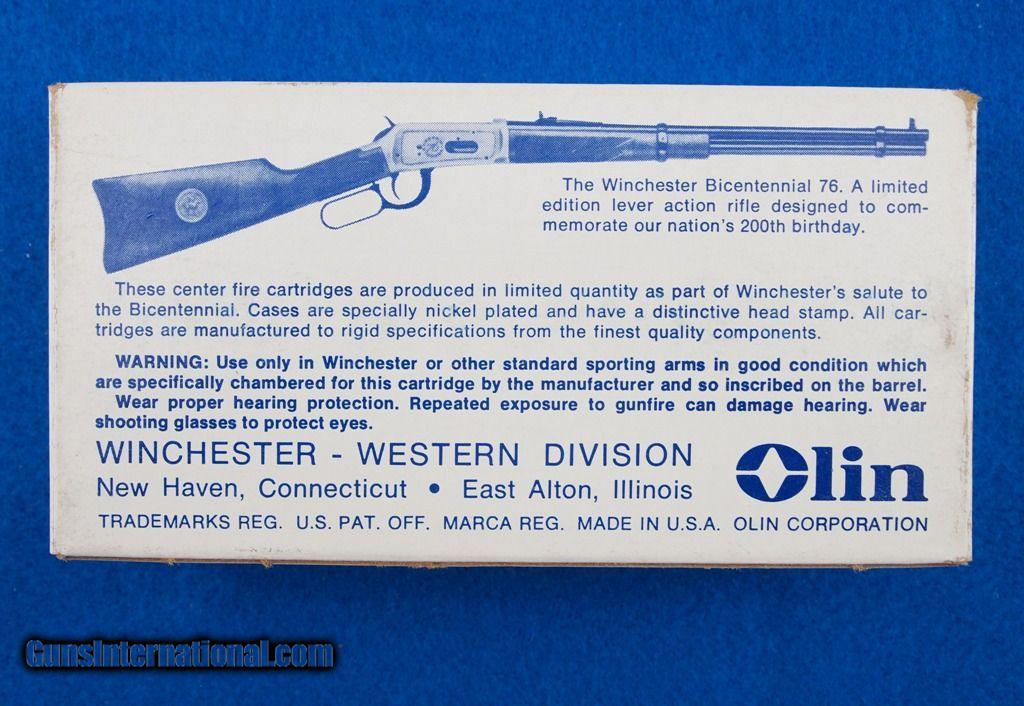 The Winchester Bicentennial 76. A limited
edition lever action rifle designed to com-
memorate our nation's 200th birthday.
These center fire cartridges are produced in limited quantity as part of Winchester's salute to
the Bicentennial. Cases are specially nickel plated and have a distinctive head stamp. All car-
tridges are manufactured to rigid specifications from the finest quality components.
WARNING: Use only in Winchester or other standard sporting arms in good condition which
are specifically chambered for this cartridge by the manufacturer and so inscribed on the barrel.
Wear proper hearing protection. Repeated exposure to gunfire can damage hearing. Wear
shooting glasses to protect eyes.
WINCHESTER - WESTERN DIVISION
New Haven, Connecticut • East Alton, Illinois
Olin
TRADEMARKS REG. U.S. PAT. OFF. MARCA REG. MADE IN U.S.A. OLIN CORPORATION
GunsInternational.com